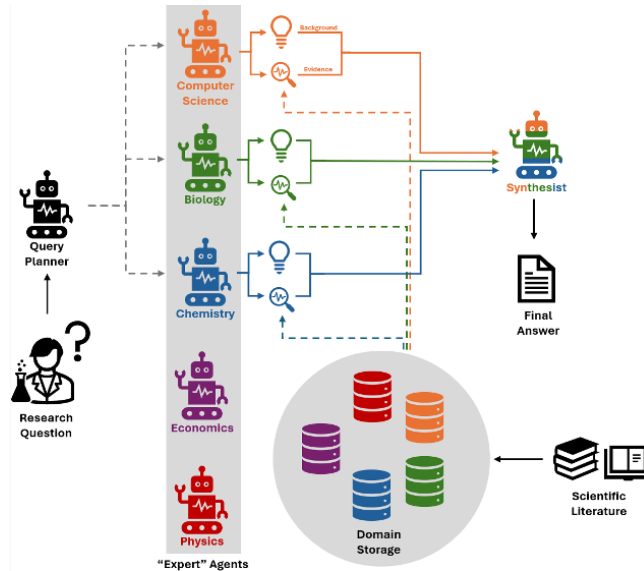 Computer
Science
Background
Evidence
Biology
Synthesist
Query
Planner
Chemistry
Final
Answer
Research
Question
Economics
Physics
Domain
Storage
Scientific
Literature
“Expert” Agents